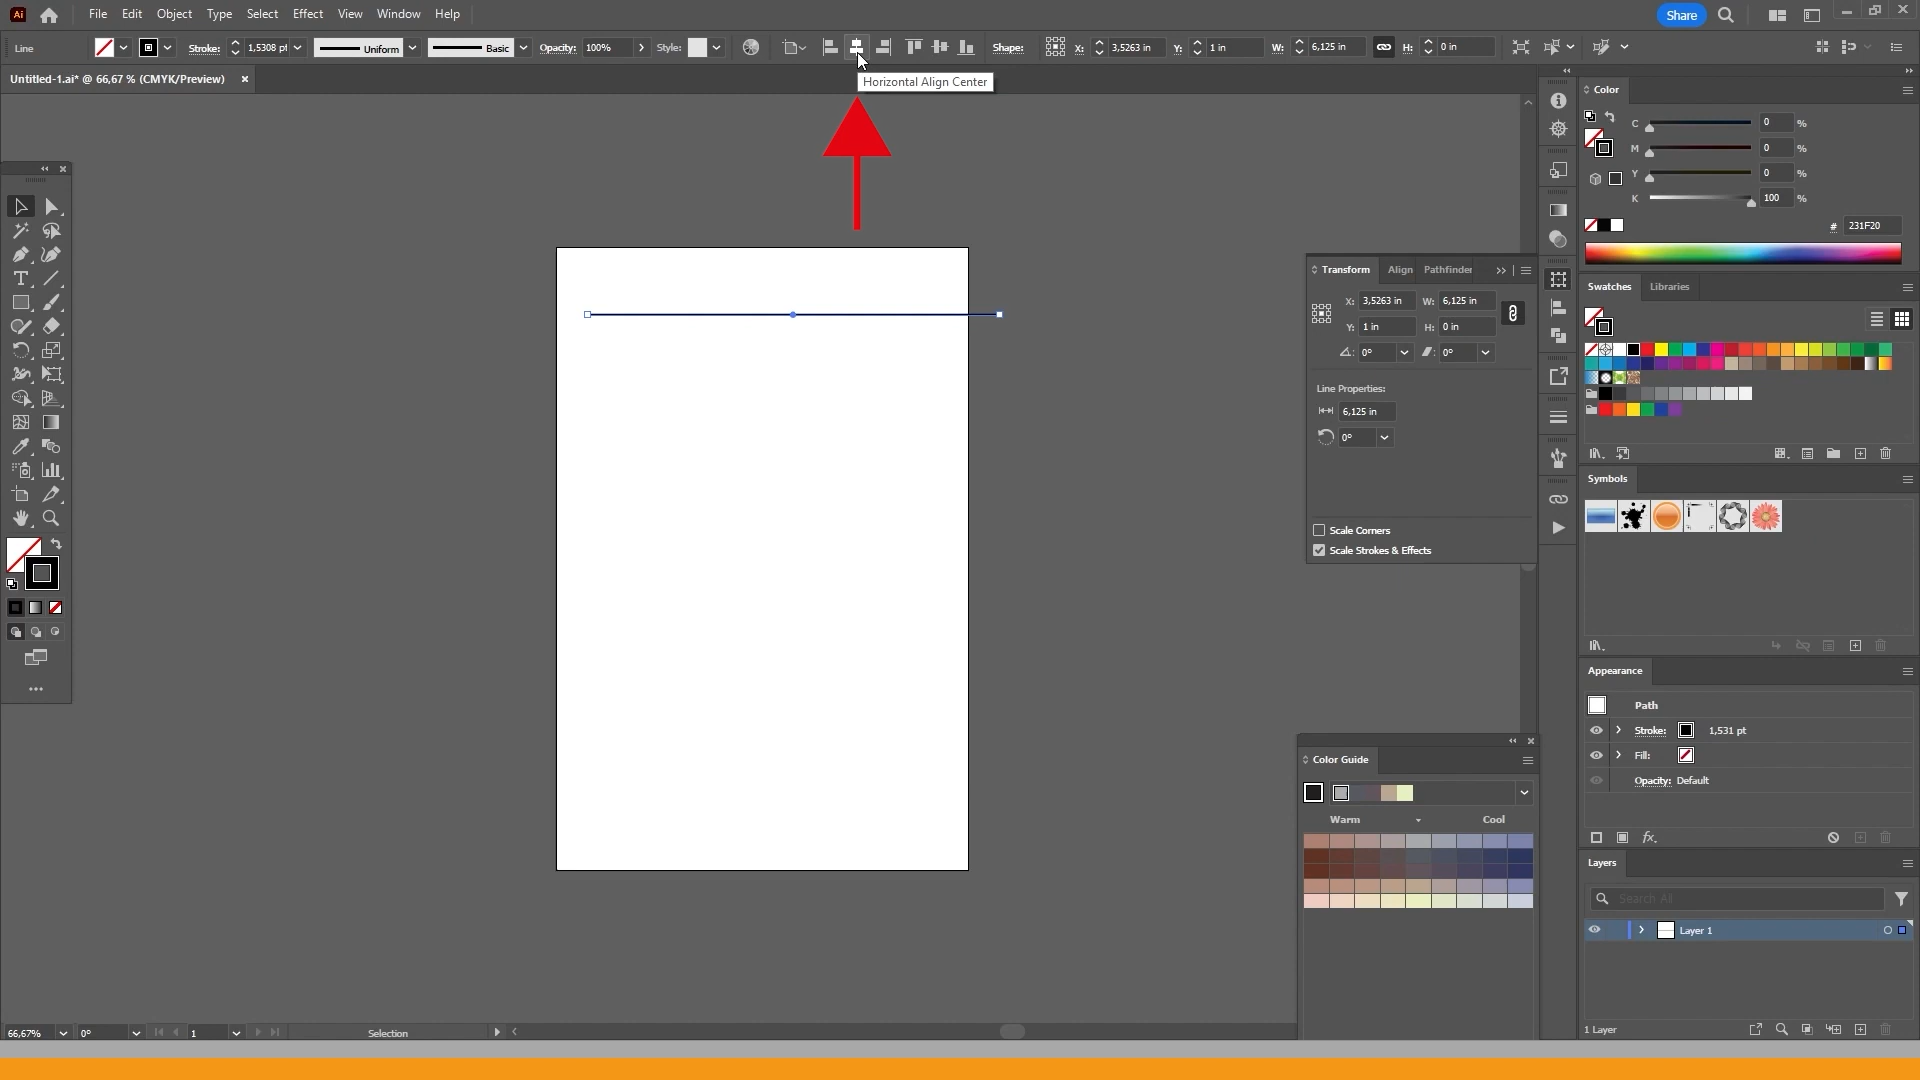 Ai File Edit Object Type Select Effect View Window Help Share
Line Stroke: 1,5308 pt Uniform Basic Opacity: 100% Style: Shape: X: 3,5263 in Y: 1 in W: 6,125 in H: 0 in
Untitled-1.ai* @ 66,67 % (CMYK/Preview)
Horizontal Align Center
Color
C 0 %
M 0 %
Y 0 %
K 100 %
# 231F20
Transform Align Pathfinder
X: 3,5263 in W: 6,125 in
Y: 1 in H: 0 in
0° 0°
Line Properties:
6,125 in
0°
Scale Corners
Scale Strokes & Effects
Swatches Libraries
Symbols
Appearance
Path
Stroke: 1,531 pt
Fill:
Opacity: Default
fx
Color Guide
Warm Cool
Layers
Search All
Layer 1
1 Layer
66,67% 0° 1 Selection